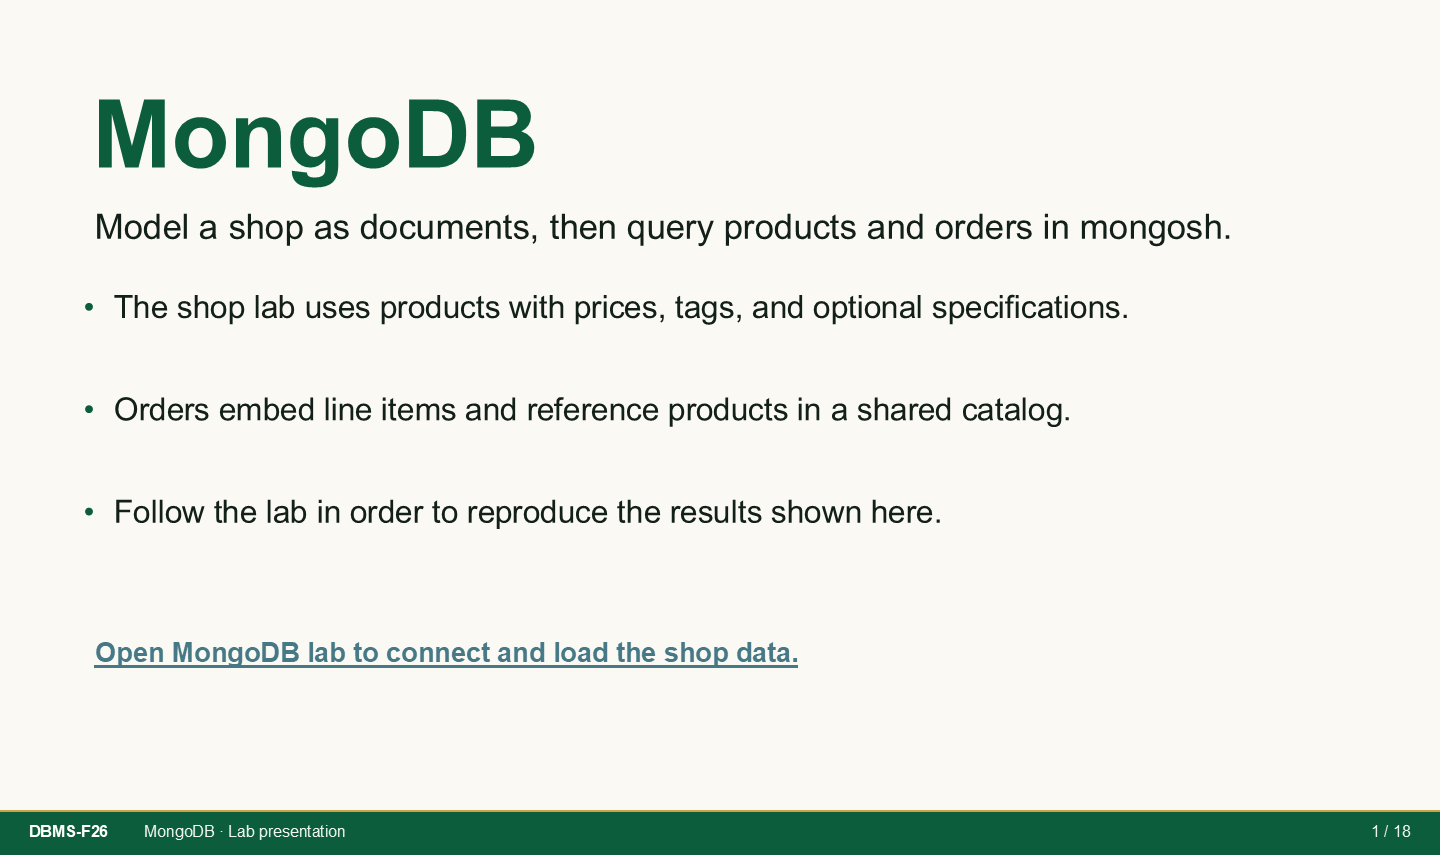 MongoDB
Model a shop as documents, then query products and orders in mongosh.
• The shop lab uses products with prices, tags, and optional specifications.
• Orders embed line items and reference products in a shared catalog.
• Follow the lab in order to reproduce the results shown here.
Open MongoDB lab to connect and load the shop data.
DBMS-F26 MongoDB · Lab presentation 1 / 18